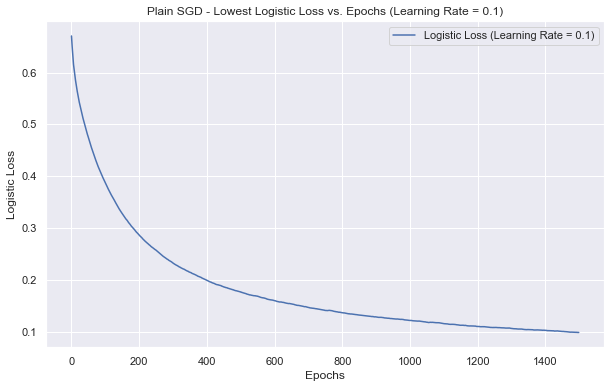 Plain SGD - Lowest Logistic Loss vs. Epochs (Learning Rate = 0.1)
Logistic Loss (Learning Rate = 0.1)
Logistic Loss
0.6
0.5
0.4
0.3
0.2
0.1
0 200 400 600 800 1000 1200 1400
Epochs